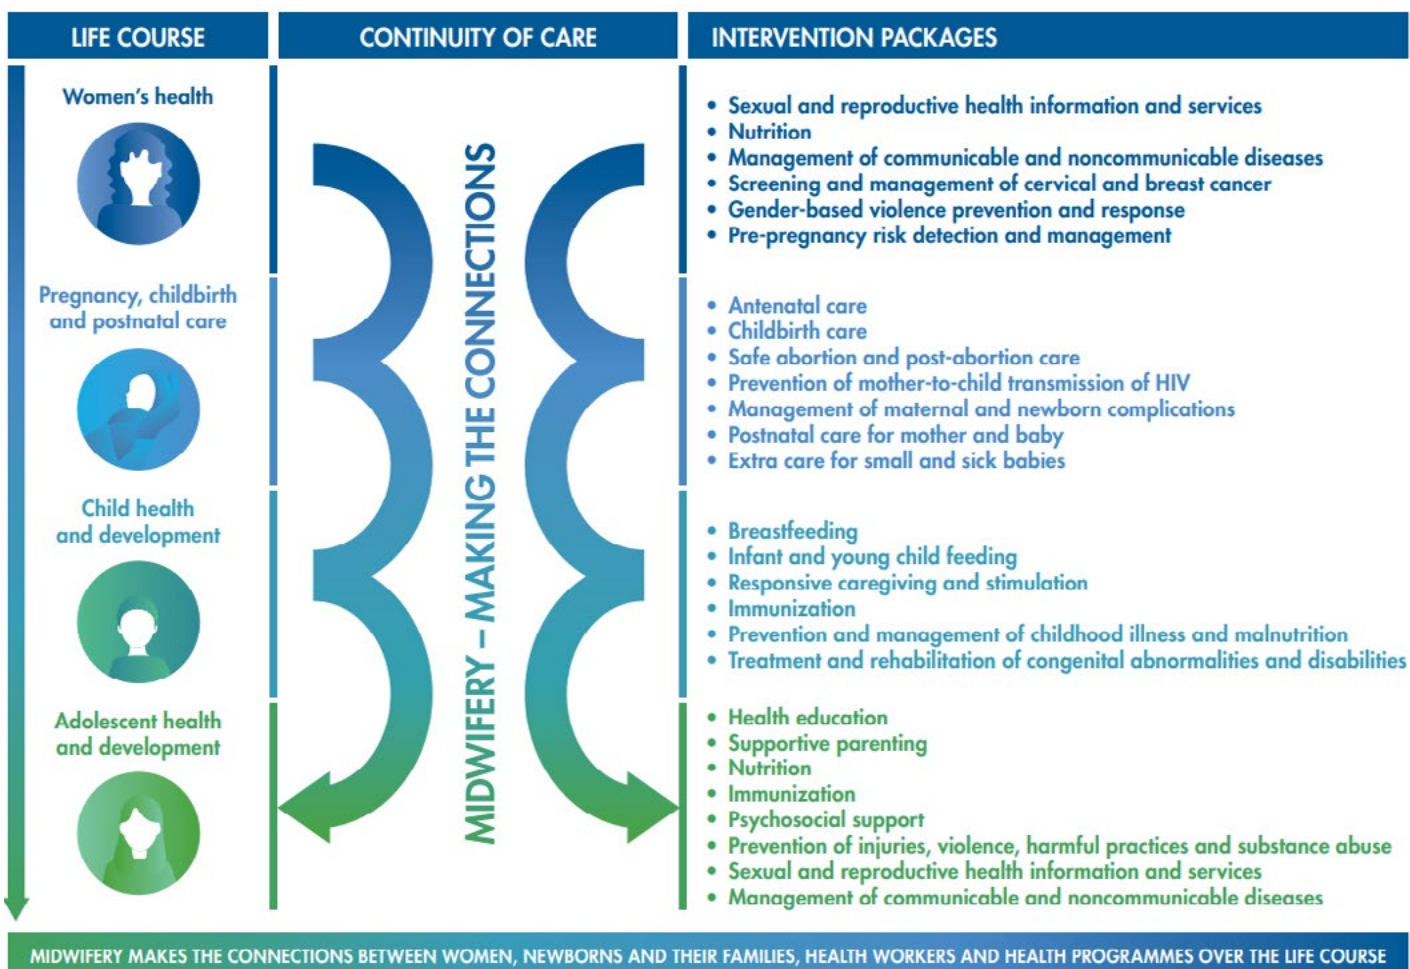 LIFE COURSE
CONTINUITY OF CARE
INTERVENTION PACKAGES
Women's health
• Sexual and reproductive health information and services
• Nutrition
• Management of communicable and noncommunicable diseases
• Screening and management of cervical and breast cancer
• Gender-based violence prevention and response
• Pre-pregnancy risk detection and management
Pregnancy, childbirth
and postnatal care
• Antenatal care
• Childbirth care
• Safe abortion and post-abortion care
• Prevention of mother-to-child transmission of HIV
• Management of maternal and newborn complications
• Postnatal care for mother and baby
• Extra care for small and sick babies
Child health
and development
• Breastfeeding
• Infant and young child feeding
• Responsive caregiving and stimulation
• Immunization
• Prevention and management of childhood illness and malnutrition
• Treatment and rehabilitation of congenital abnormalities and disabilities
Adolescent health
and development
• Health education
• Supportive parenting
• Nutrition
• Immunization
• Psychosocial support
• Prevention of injuries, violence, harmful practices and substance abuse
• Sexual and reproductive health information and services
• Management of communicable and noncommunicable diseases
MIDWIFERY – MAKING THE CONNECTIONS
MIDWIFERY MAKES THE CONNECTIONS BETWEEN WOMEN, NEWBORNS AND THEIR FAMILIES, HEALTH WORKERS AND HEALTH PROGRAMMES OVER THE LIFE COURSE